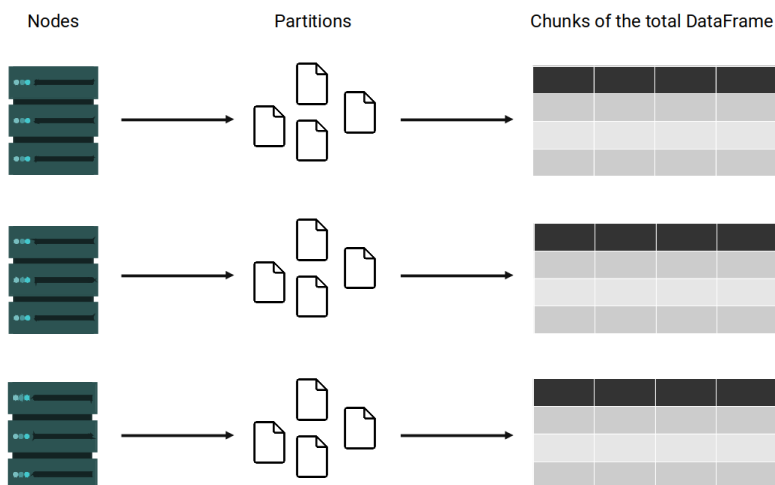 Nodes
Partitions
Chunks of the total DataFrame